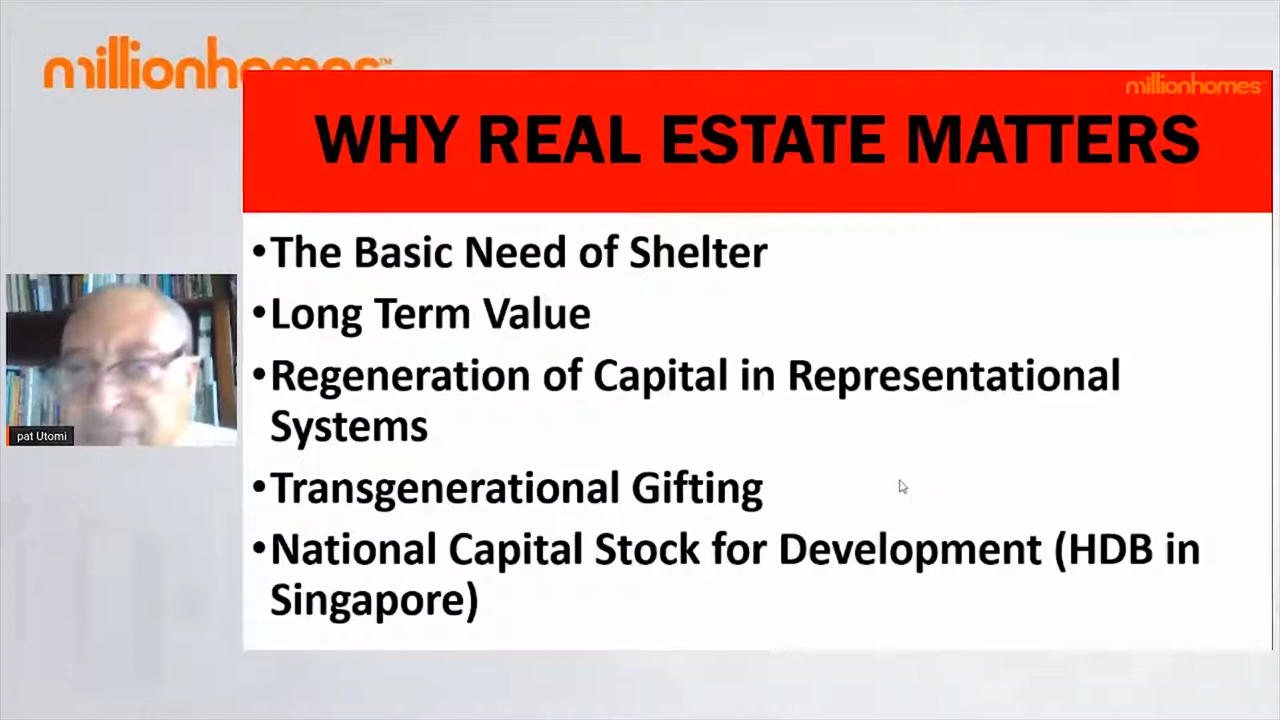 millionhomes™
millionhomes
WHY REAL ESTATE MATTERS
•The Basic Need of Shelter
•Long Term Value
•Regeneration of Capital in Representational
Systems
•Transgenerational Gifting
•National Capital Stock for Development (HDB in
Singapore)
pat Utomi